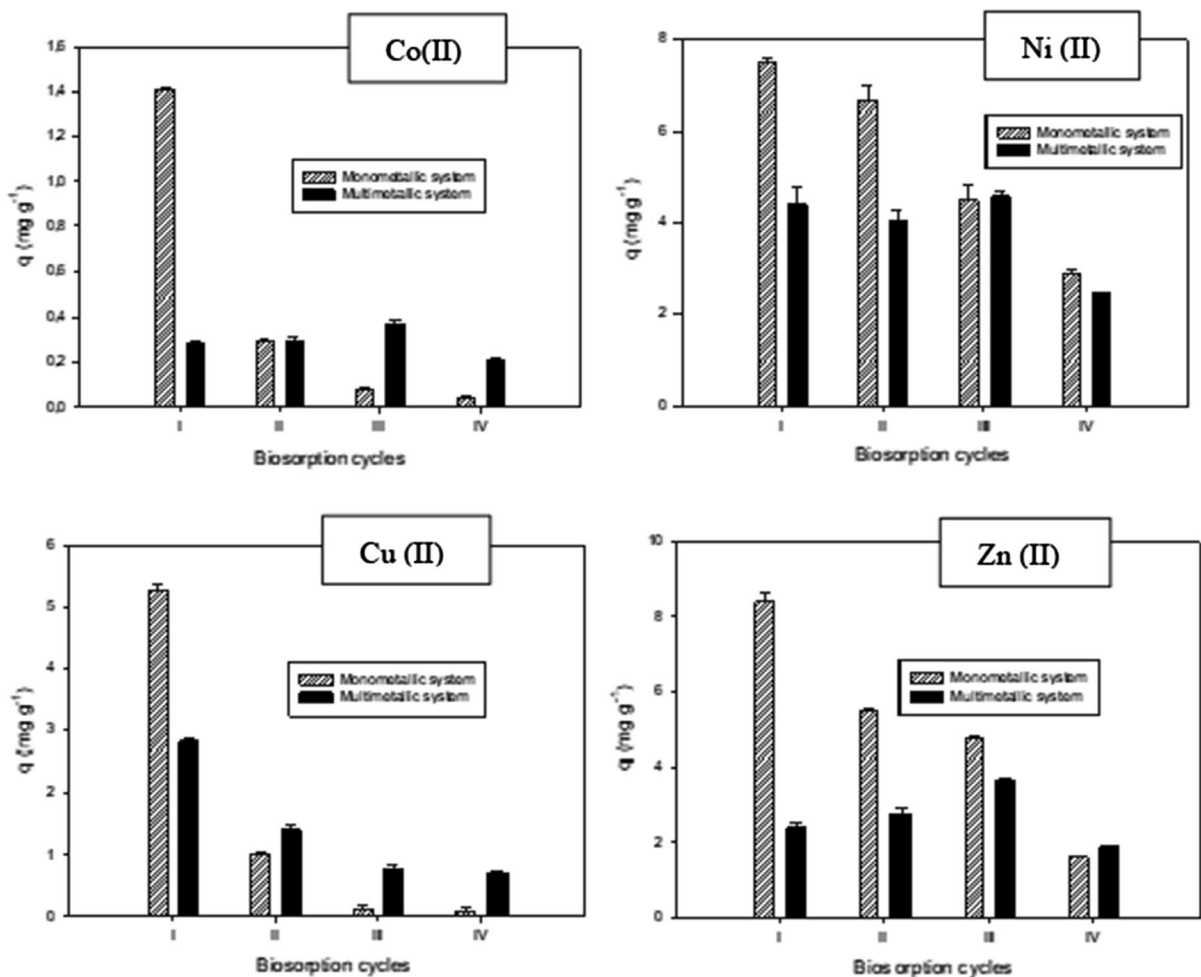 Co(II)
1,6
1,4
1,2
1,0
0,8
0,6
0,4
0,2
0,0
q (mg g-1)
Monometallic system
Multimetallic system
I
II
III
IV
Biosorption cycles
Ni (II)
8
6
4
2
0
q (mg g-1)
Monometallic system
Multimetallic system
I
II
III
IV
Biosorption cycles
Cu (II)
6
5
4
3
2
1
0
q (mg g-1)
Monometallic system
Multimetallic system
I
II
III
IV
Biosorption cycles
Zn (II)
10
8
6
4
2
0
q (mg g-1)
Monometallic system
Multimetallic system
I
II
III
IV
Biosorption cycles